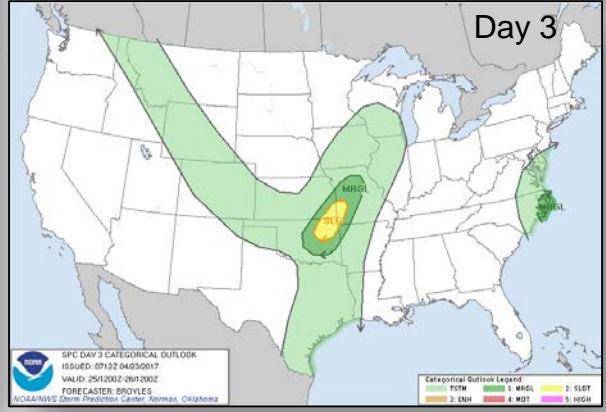 Day 3
MRGL
SLGT
MRGL
NOAA
SPC DAY 3 CATEGORICAL OUTLOOK
ISSUED: 0712Z 04/23/2017
VALID: 25/1200Z-26/1200Z
FORECASTER: BROYLES
NOAA/NWS Storm Prediction Center, Norman, Oklahoma
Categorical Outlook Legend:
TSTM 1: MRGL 2: SLGT
3: ENH 4: MDT 5: HIGH